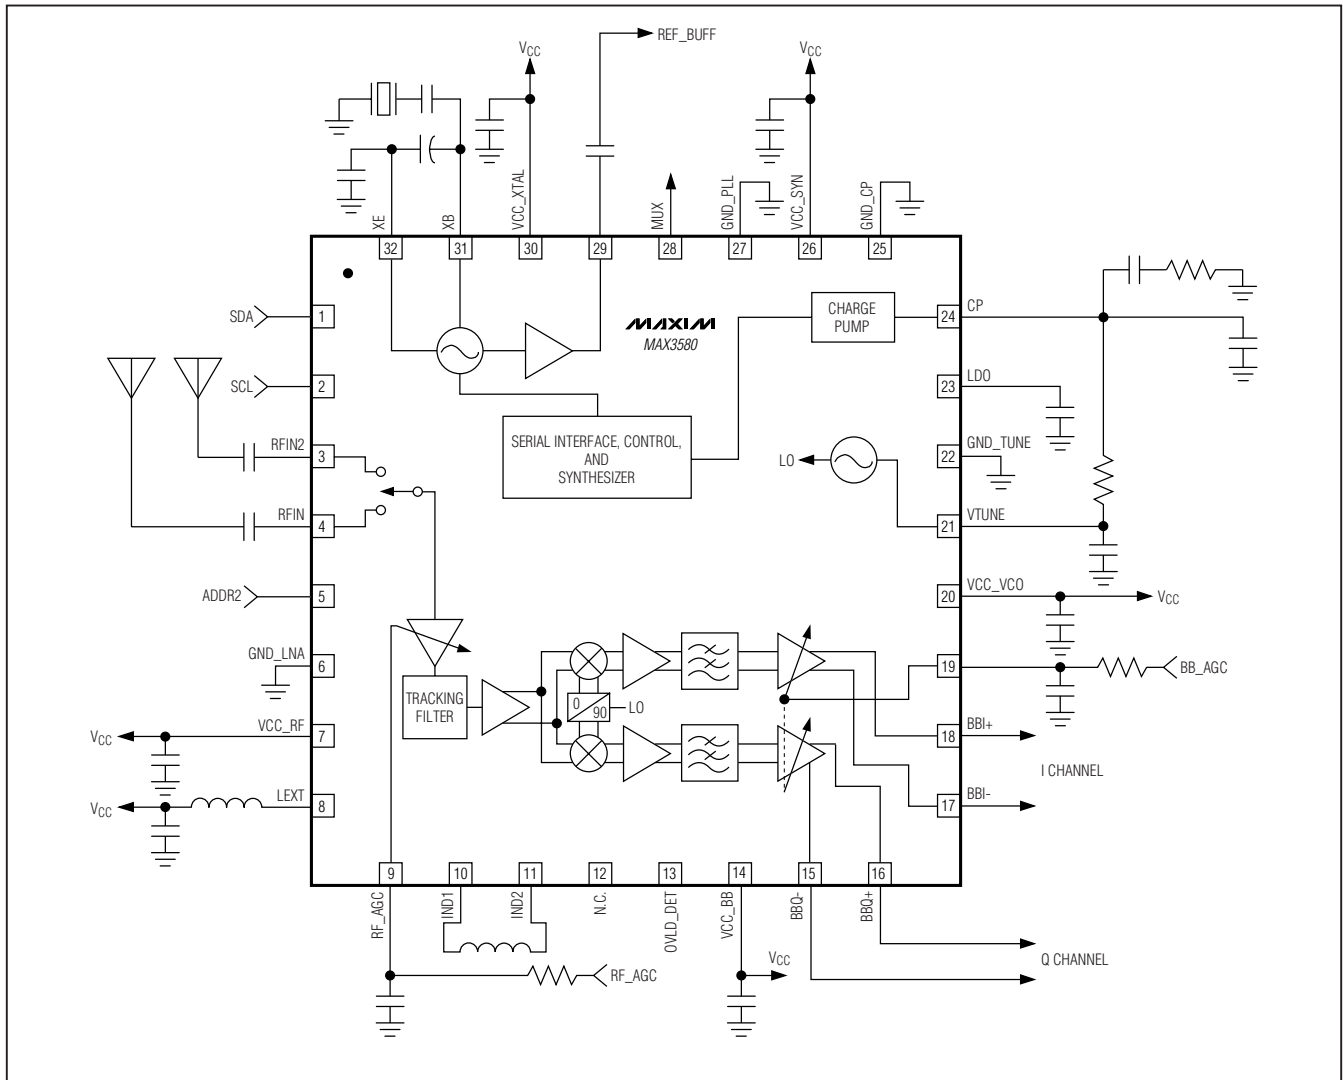 REF_BUFF
VCC
VCC
XE
XB
VCC_XTAL
MUX
GND_PLL
VCC_SYN
GND_CP
32
31
30
29
28
27
26
25
SDA
1
MAXIM
MAX3580
CHARGE
PUMP
24
CP
SCL
2
23
LDO
SERIAL INTERFACE, CONTROL,
AND
SYNTHESIZER
RFIN2
3
LO
22
GND_TUNE
RFIN
4
21
VTUNE
ADDR2
5
20
VCC_VCO
VCC
GND_LNA
6
19
BB_AGC
TRACKING
FILTER
0
90
LO
VCC
VCC_RF
7
18
BBI+
I CHANNEL
VCC
LEXT
8
17
BBI-
9
10
11
12
13
14
15
16
RF_AGC
IND1
IND2
N.C.
OVLD_DET
VCC_BB
BBQ-
BBQ+
RF_AGC
VCC
Q CHANNEL